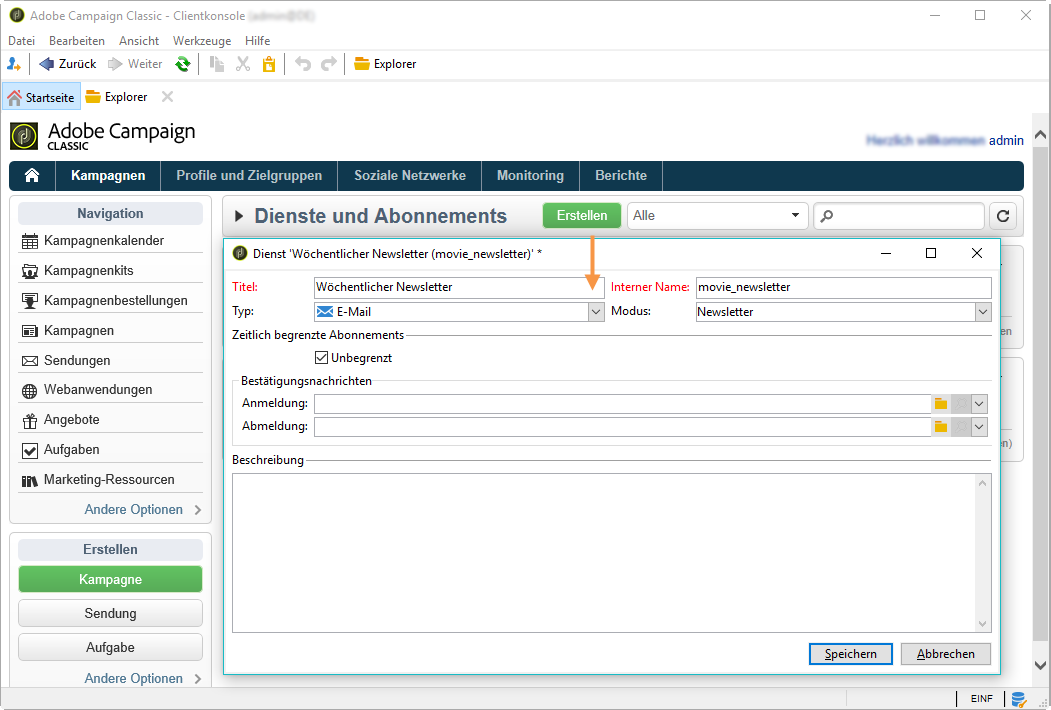 Adobe Campaign Classic - Clientkonsole
Datei Bearbeiten Ansicht Werkzeuge Hilfe
Zurück Weiter Explorer
Startseite Explorer
Adobe Campaign
CLASSIC
admin
Kampagnen Profile und Zielgruppen Soziale Netzwerke Monitoring Berichte
Navigation
Kampagnenkalender
Kampagnenkits
Kampagnenbestellungen
Kampagnen
Sendungen
Webanwendungen
Angebote
Aufgaben
Marketing-Ressourcen
Andere Optionen
Erstellen
Kampagne
Sendung
Aufgabe
Andere Optionen
Dienste und Abonnements Erstellen Alle
Dienst 'Wöchentlicher Newsletter (movie_newsletter)' *
Titel: Wöchentlicher Newsletter Interner Name: movie_newsletter
Typ: E-Mail Modus: Newsletter
Zeitlich begrenzte Abonnements
Unbegrenzt
Bestätigungsnachrichten
Anmeldung:
Abmeldung:
Beschreibung
Speichern Abbrechen
en
n)
EINF